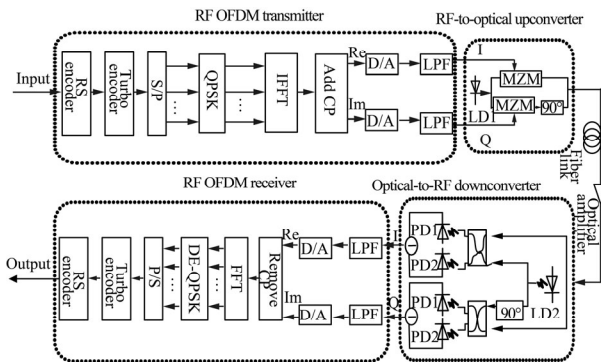 RF OFDM transmitter
RF-to-optical upconverter
Input
RS encoder
Turbo encoder
S/P
QPSK
IFFT
Add CP
Re
D/A
LPF
I
Im
D/A
LPF
Q
LD1
MZM
MZM
90°
Fiber link
Optical amplifier
RF OFDM receiver
Optical-to-RF downconverter
Output
RS encoder
Turbo encoder
P/S
DE-QPSK
FFT
Remove CP
Re
D/A
LPF
I
PD1
PD2
Im
D/A
LPF
Q
PD1
PD2
90°
LD2